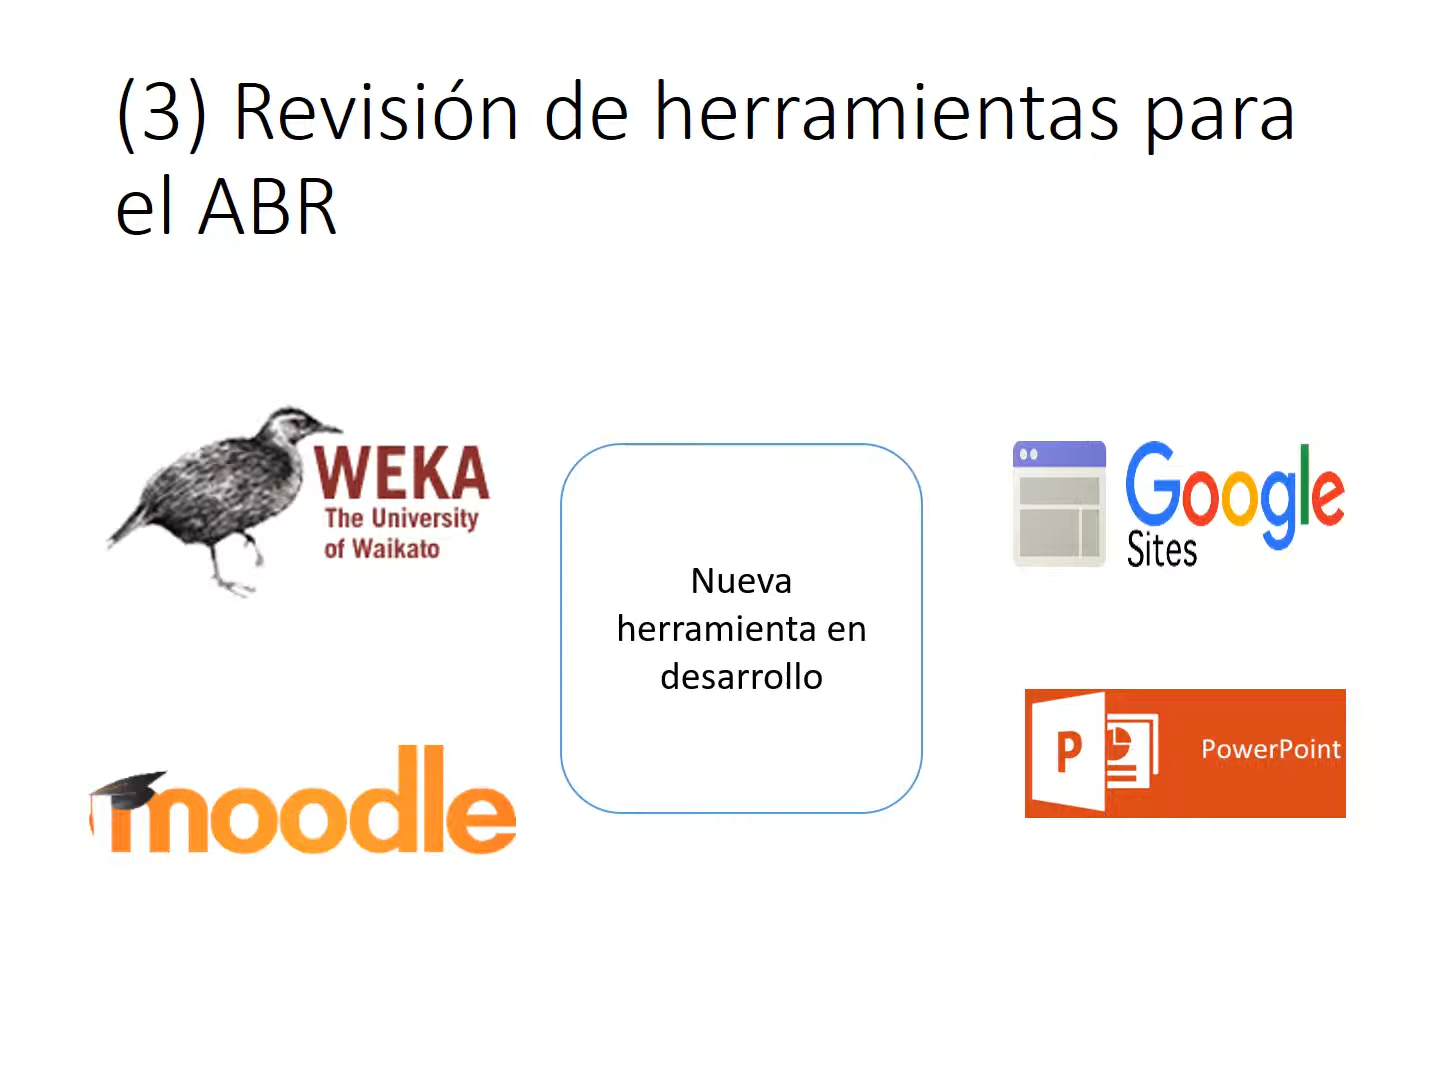 (3) Revisión de herramientas para
el ABR
WEKA
The University
of Waikato
Nueva
herramienta en
desarrollo
Google
Sites
P
PowerPoint
moodle